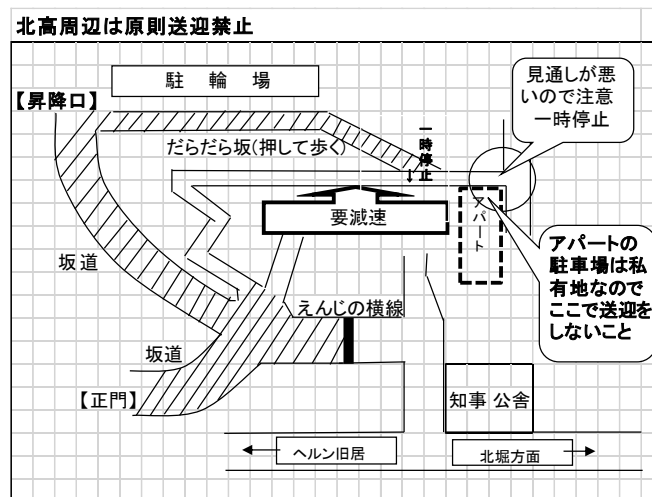 北高周辺は原則送迎禁止
駐 輪 場
【昇降口】
見通しが悪
いので注意
一時停止
だらだら坂(押して歩く)
一時停止
↓
アパート
要減速
アパートの
駐車場は私
有地なので
ここで送迎を
しないこと
坂道
えんじの横線
坂道
【正門】
知事 公舎
ヘルン旧居
北堀方面